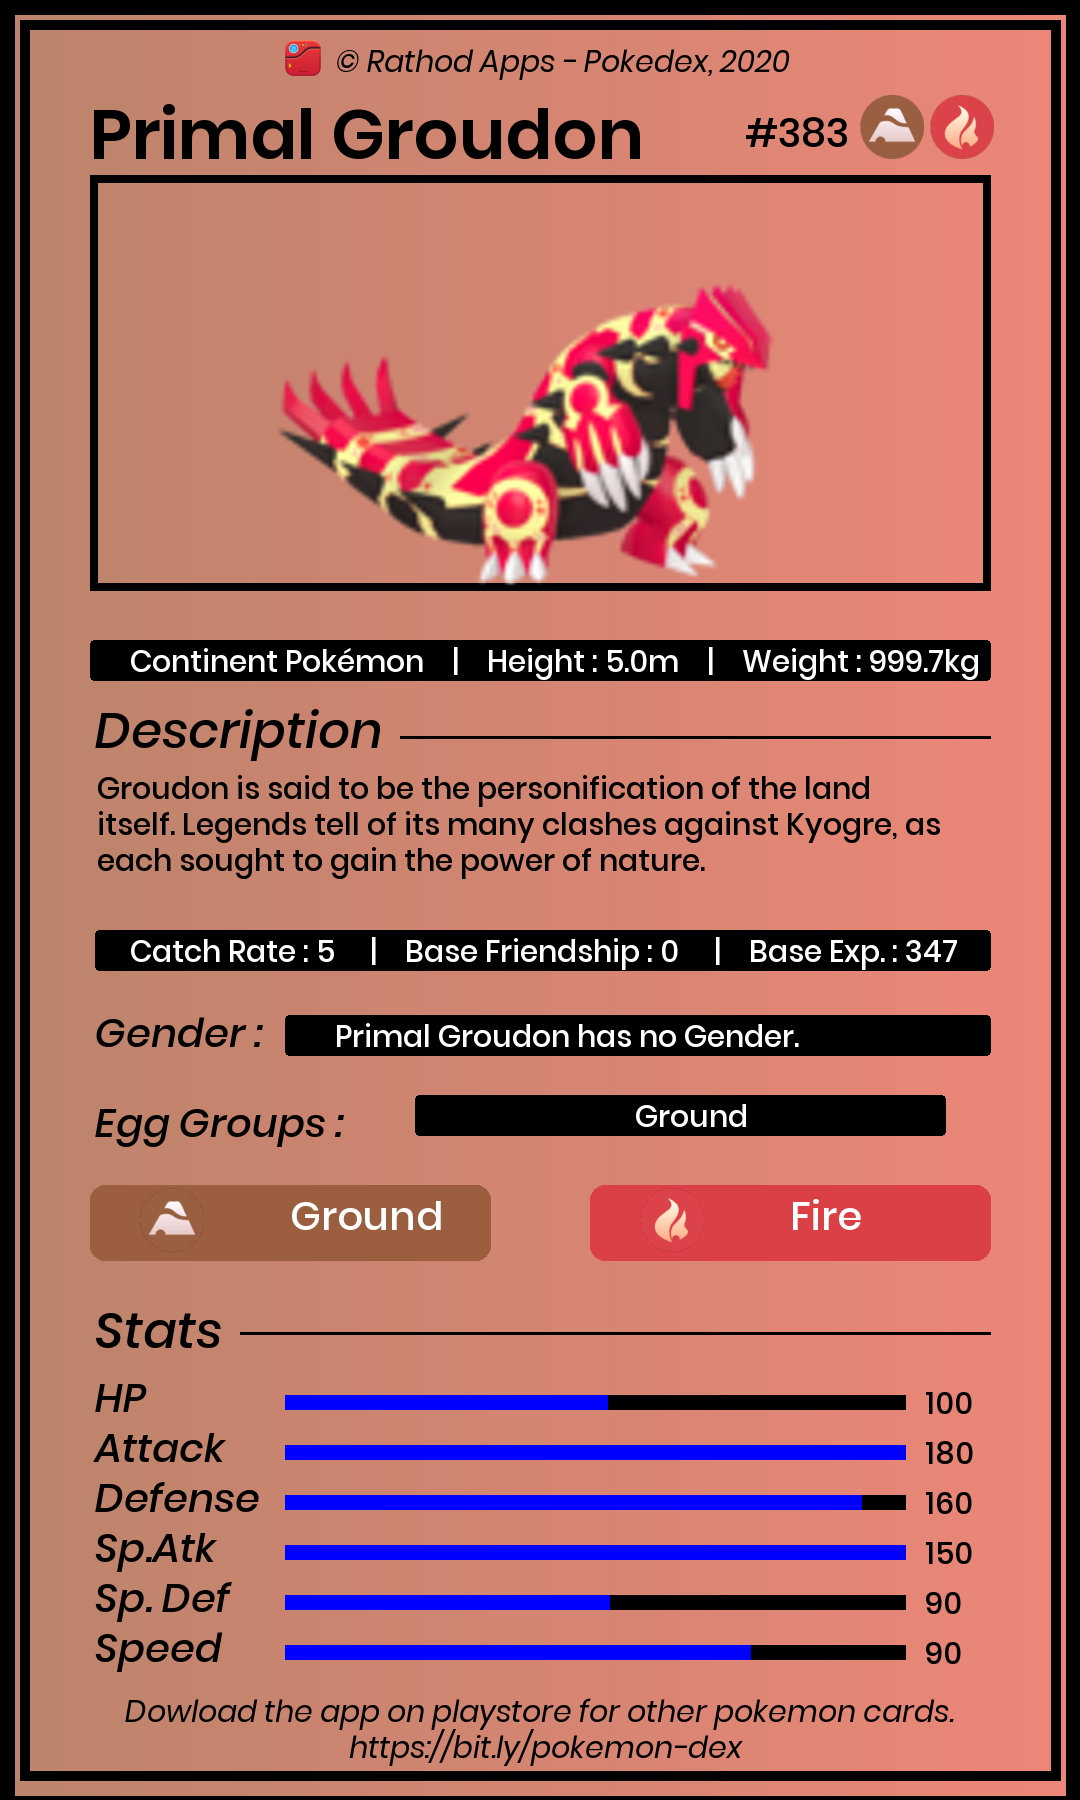 © Rathod Apps - Pokedex, 2020
Primal Groudon #383
Continent Pokémon | Height : 5.0m | Weight : 999.7kg
Description
Groudon is said to be the personification of the land
itself. Legends tell of its many clashes against Kyogre, as
each sought to gain the power of nature.
Catch Rate : 5 | Base Friendship : 0 | Base Exp. : 347
Gender : Primal Groudon has no Gender.
Egg Groups : Ground
Ground Fire
Stats
HP 100
Attack 180
Defense 160
Sp.Atk 150
Sp. Def 90
Speed 90
Dowload the app on playstore for other pokemon cards.
https://bit.ly/pokemon-dex